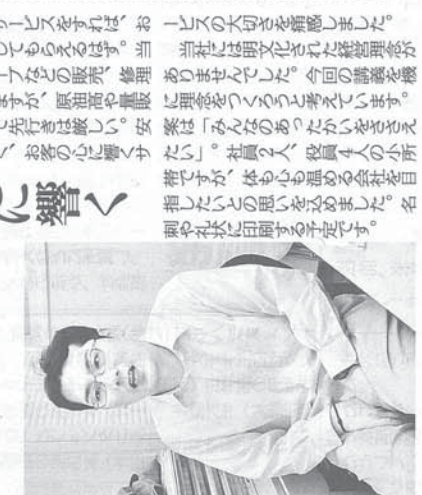 に響く
ービスをすれば、お
してもらえるはず。当
ープなどの販売、修理
ますが、原油高や量販
て先行きは厳しい。安
く、お客の心に響くサ
ービスの大切さを痛感しました。
当社には明文化された経営理念が
ありませんでした。今回の講義を機
に理念をつくろうと考えています。
案は「みんなのあったかいをささえ
たい」。社員2人、役員4人の小所
帯ですが、体も心も温める会社を目
指したいとの思いを込めました。名
刺や礼状に印刷する予定です。